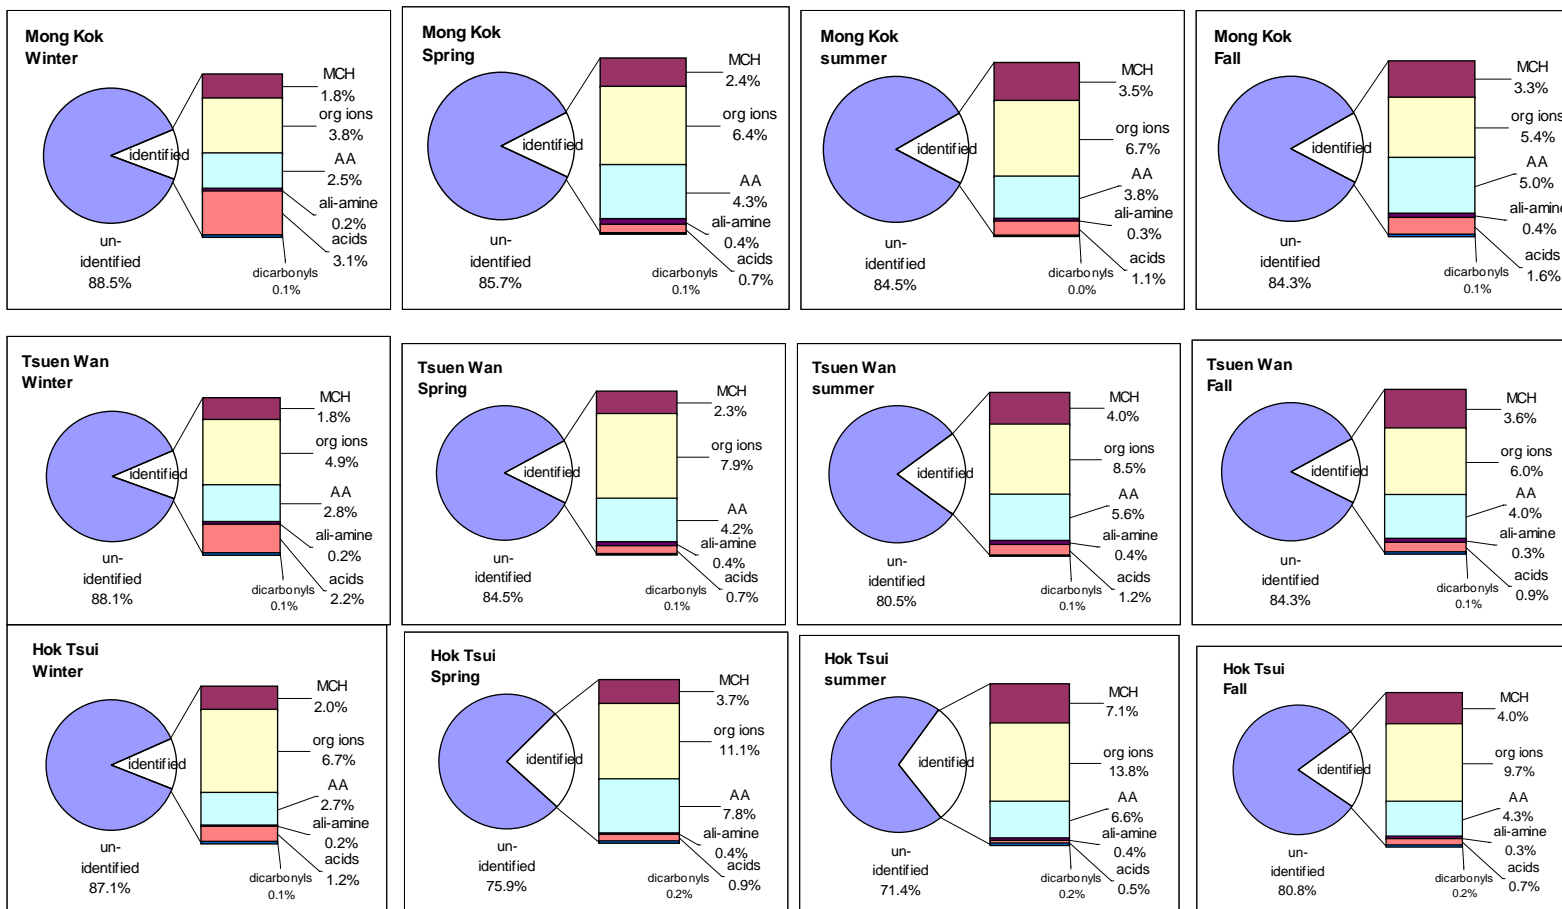 Mong Kok
Winter
MCH
1.8%
org ions
3.8%
AA
2.5%
ali-amine
0.2%
acids
3.1%
dicarbonyls
0.1%
identified
un-
identified
88.5%
Mong Kok
Spring
MCH
2.4%
org ions
6.4%
AA
4.3%
ali-amine
0.4%
acids
0.7%
dicarbonyls
0.1%
identified
un-
identified
85.7%
Mong Kok
summer
MCH
3.5%
org ions
6.7%
AA
3.8%
ali-amine
0.3%
acids
1.1%
dicarbonyls
0.0%
identified
un-
identified
84.5%
Mong Kok
Fall
MCH
3.3%
org ions
5.4%
AA
5.0%
ali-amine
0.4%
acids
1.6%
dicarbonyls
0.1%
identified
un-
identified
84.3%
Tsuen Wan
Winter
MCH
1.8%
org ions
4.9%
AA
2.8%
ali-amine
0.2%
acids
2.2%
dicarbonyls
0.1%
identified
un-
identified
88.1%
Tsuen Wan
Spring
MCH
2.3%
org ions
7.9%
AA
4.2%
ali-amine
0.4%
acids
0.7%
dicarbonyls
0.1%
identified
un-
identified
84.5%
Tsuen Wan
summer
MCH
4.0%
org ions
8.5%
AA
5.6%
ali-amine
0.4%
acids
1.2%
dicarbonyls
0.1%
identified
un-
identified
80.5%
Tsuen Wan
Fall
MCH
3.6%
org ions
6.0%
AA
4.0%
ali-amine
0.3%
acids
0.9%
dicarbonyls
0.1%
identified
un-
identified
84.3%
Hok Tsui
Winter
MCH
2.0%
org ions
6.7%
AA
2.7%
ali-amine
0.2%
acids
1.2%
dicarbonyls
0.1%
identified
un-
identified
87.1%
Hok Tsui
Spring
MCH
3.7%
org ions
11.1%
AA
7.8%
ali-amine
0.4%
acids
0.9%
dicarbonyls
0.2%
identified
un-
identified
75.9%
Hok Tsui
summer
MCH
7.1%
org ions
13.8%
AA
6.6%
ali-amine
0.4%
acids
0.5%
dicarbonyls
0.2%
identified
un-
identified
71.4%
Hok Tsui
Fall
MCH
4.0%
org ions
9.7%
AA
4.3%
ali-amine
0.3%
acids
0.7%
dicarbonyls
0.2%
identified
un-
identified
80.8%